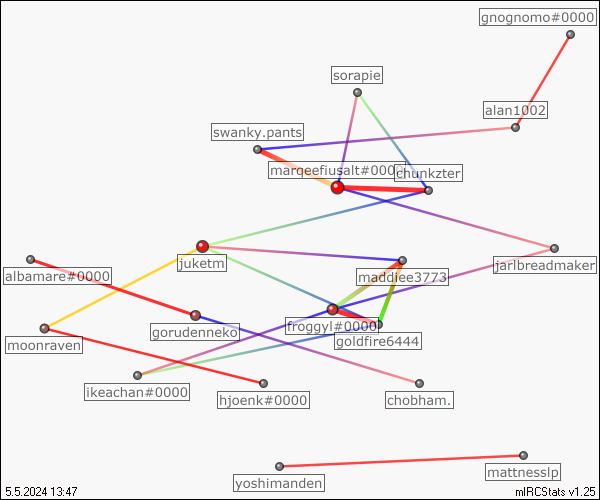 gnognomo#0000
sorapie
alan1002
swanky.pants
marqeefiusalt#0000
chunkzter
juketm
jarlbreadmaker
albamare#0000
maddiee3773
gorudenneko
froggyl#0000
moonraven
goldfire6444
ikeachan#0000
hjoenk#0000
chobham.
mattnesslp
yoshimanden
5.5.2024 13:47
mIRCStats v1.25